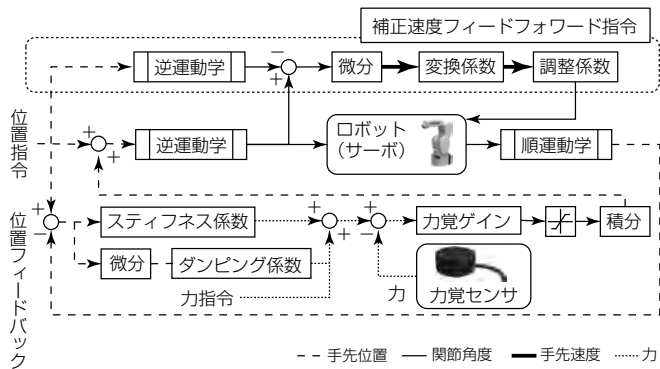 補正速度フィードフォワード指令
逆運動学
−
+
微分
変換係数
調整係数
位置指令
+
+
逆運動学
ロボット
(サーボ)
順運動学
+
−
位置フィードバック
スティフネス係数
微分
ダンピング係数
力指令
+
+
+
−
力覚ゲイン
積分
力
力覚センサ
手先位置
関節角度
手先速度
力